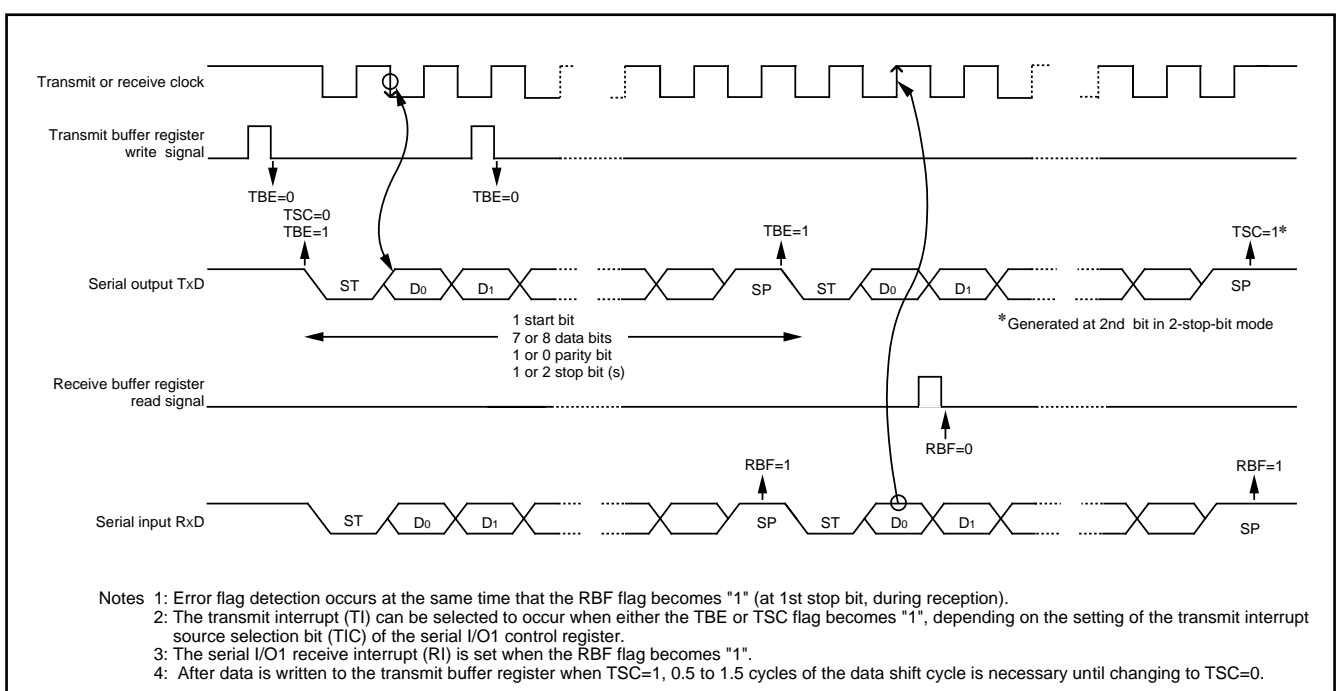 Transmit or receive clock
Transmit buffer register
write signal
TBE=0
TBE=0
TSC=0
TBE=1
TBE=1
TSC=1*
Serial output TxD
ST
D0
D1
SP
ST
D0
D1
SP
1 start bit
7 or 8 data bits
1 or 0 parity bit
1 or 2 stop bit (s)
*Generated at 2nd bit in 2-stop-bit mode
Receive buffer register
read signal
RBF=0
RBF=1
RBF=1
Serial input RxD
ST
D0
D1
SP
ST
D0
D1
SP
Notes 1: Error flag detection occurs at the same time that the RBF flag becomes "1" (at 1st stop bit, during reception).
2: The transmit interrupt (TI) can be selected to occur when either the TBE or TSC flag becomes "1", depending on the setting of the transmit interrupt
source selection bit (TIC) of the serial I/O1 control register.
3: The serial I/O1 receive interrupt (RI) is set when the RBF flag becomes "1".
4: After data is written to the transmit buffer register when TSC=1, 0.5 to 1.5 cycles of the data shift cycle is necessary until changing to TSC=0.